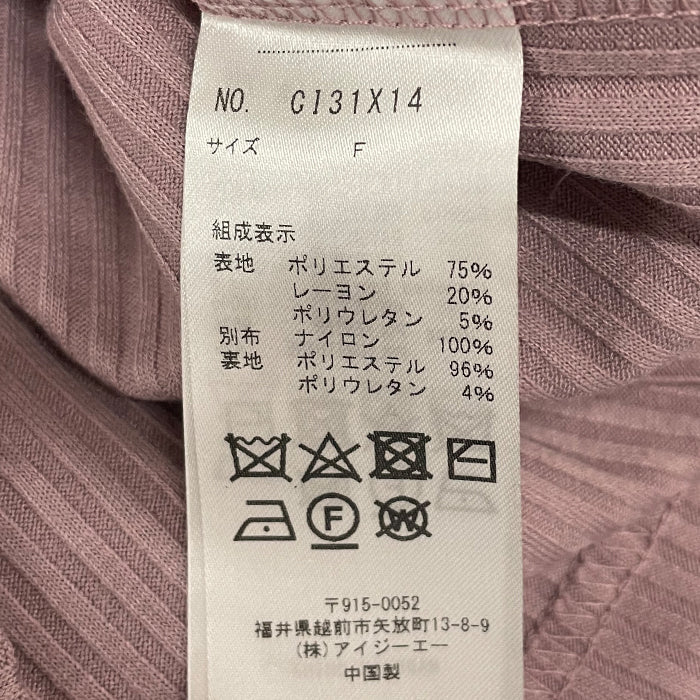 NO. CI31X14
サイズ F
組成表示
表地 ポリエステル 75%
レーヨン 20%
ポリウレタン 5%
別布 ナイロン 100%
裏地 ポリエステル 96%
ポリウレタン 4%
F W
〒915-0052
福井県越前市矢放町13-8-9
(株)アイジーエー
中国製